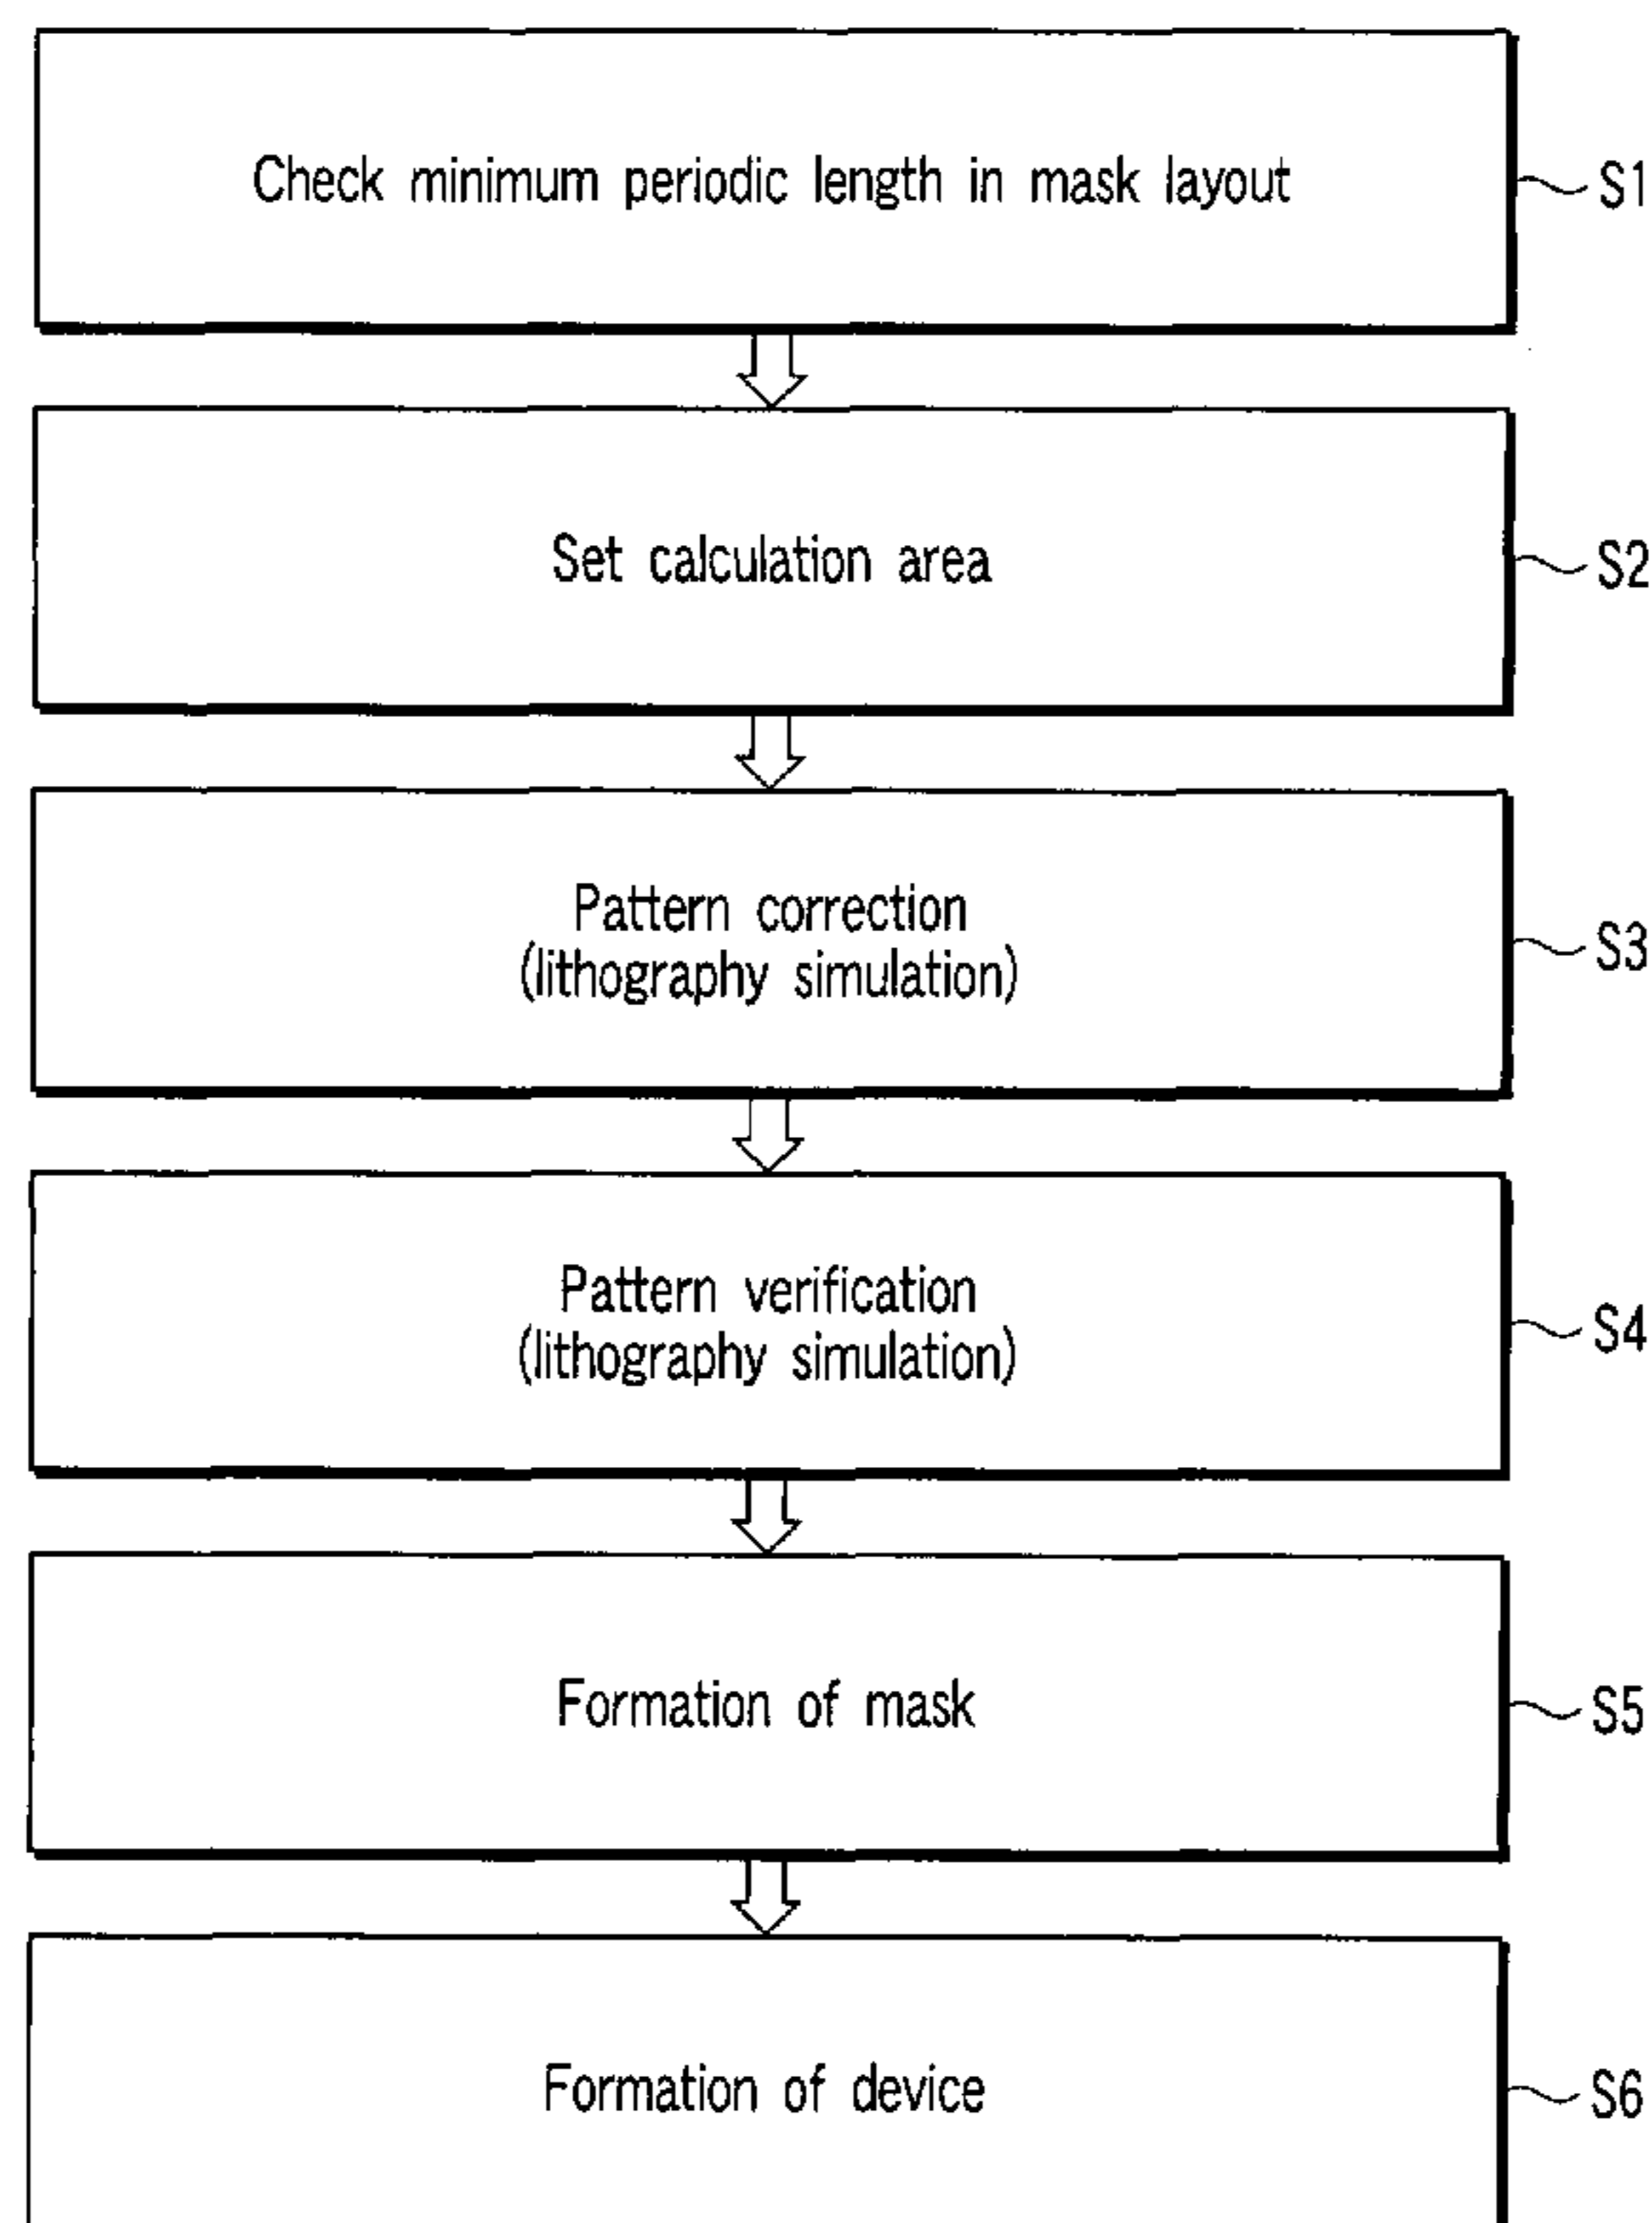 Check minimum periodic length in mask layout
S1
Set calculation area
S2
Pattern correction
(lithography simulation)
S3
Pattern verification
(lithography simulation)
S4
Formation of mask
S5
Formation of device
S6